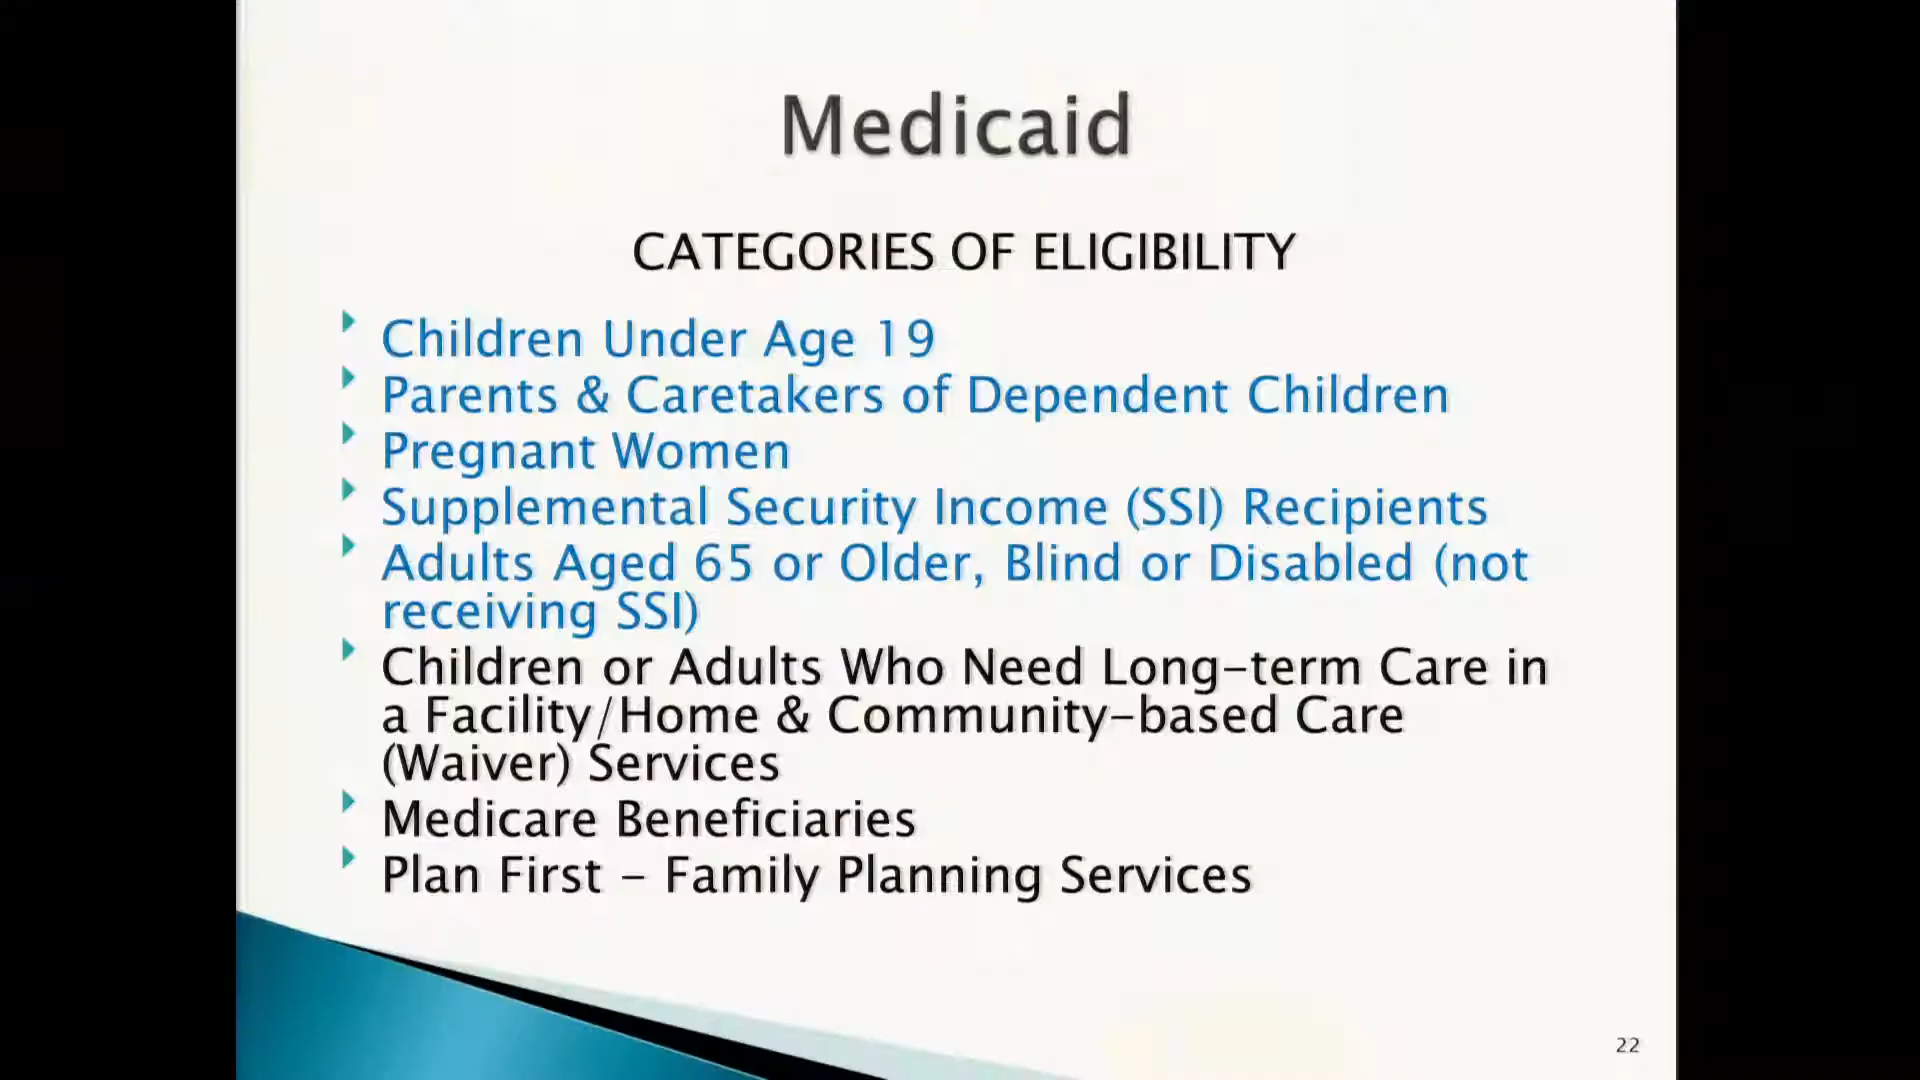 Medicaid
CATEGORIES OF ELIGIBILITY
Children Under Age 19
Parents & Caretakers of Dependent Children
Pregnant Women
Supplemental Security Income (SSI) Recipients
Adults Aged 65 or Older, Blind or Disabled (not
receiving SSI)
Children or Adults Who Need Long-term Care in
a Facility/Home & Community-based Care
(Waiver) Services
Medicare Beneficiaries
Plan First - Family Planning Services
22